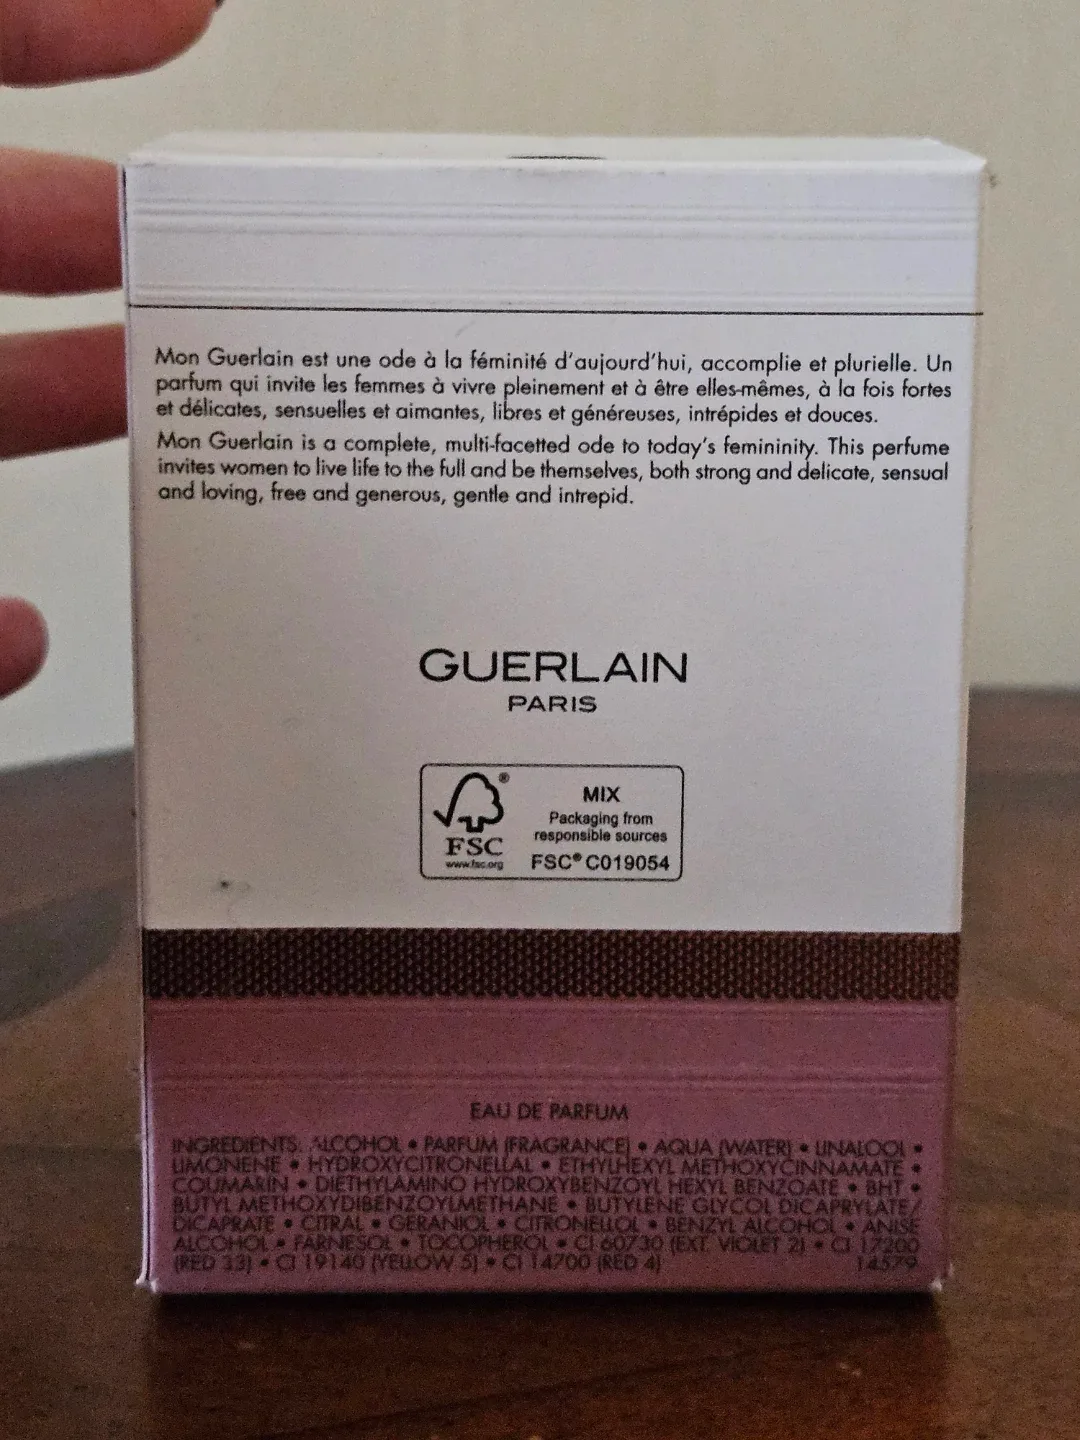 Mon Guerlain est une ode à la féminité d'aujourd'hui, accomplie et plurielle. Un
parfum qui invite les femmes à vivre pleinement et à être elles-mêmes, à la fois fortes
et délicates, sensuelles et aimantes, libres et généreuses, intrépides et douces.
Mon Guerlain is a complete, multi-facetted ode to today's femininity. This perfume
invites women to live life to the full and be themselves, both strong and delicate, sensual
and loving, free and generous, gentle and intrepid.
GUERLAIN
PARIS
FSC®
www.fsc.org
MIX
Packaging from
responsible sources
FSC® C019054
EAU DE PARFUM
INGREDIENTS: ALCOHOL • PARFUM (FRAGRANCE) • AQUA (WATER) • LINALOOL •
LIMONENE • HYDROXYCITRONELLAL • ETHYLHEXYL METHOXYCINNAMATE •
COUMARIN • DIETHYLAMINO HYDROXYBENZOYL HEXYL BENZOATE • BHT •
BUTYL METHOXYDIBENZOYLMETHANE • BUTYLENE GLYCOL DICAPRYLATE/
DICAPRATE • CITRAL • GERANIOL • CITRONELLOL • BENZYL ALCOHOL • ANISE
ALCOHOL • FARNESOL • TOCOPHEROL • CI 60730 (EXT. VIOLET 2) • CI 17200
(RED 33) • CI 19140 (YELLOW 5) • CI 14700 (RED 4) 14579